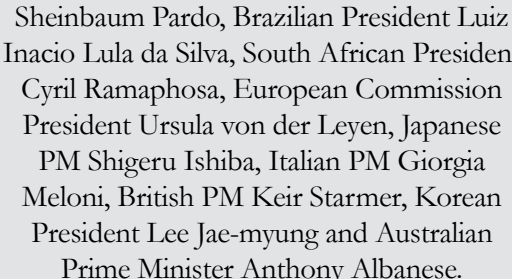 Sheinbaum Pardo, Brazilian President Luiz
Inacio Lula da Silva, South African Presiden
Cyril Ramaphosa, European Commission
President Ursula von der Leyen, Japanese
PM Shigeru Ishiba, Italian PM Giorgia
Meloni, British PM Keir Starmer, Korean
President Lee Jae-myung and Australian
Prime Minister Anthony Albanese.